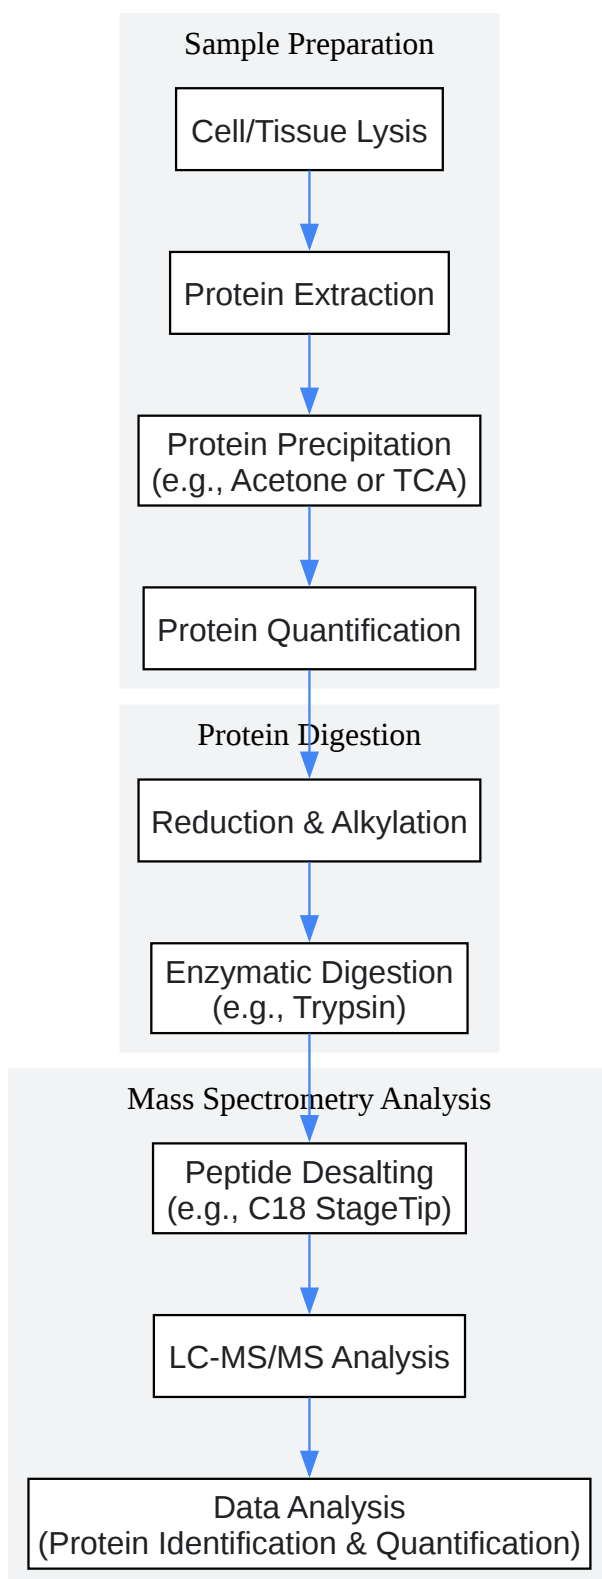 Sample Preparation
Cell/Tissue Lysis
Protein Extraction
Protein Precipitation
(e.g., Acetone or TCA)
Protein Quantification
Protein Digestion
Reduction & Alkylation
Enzymatic Digestion
(e.g., Trypsin)
Mass Spectrometry Analysis
Peptide Desalting
(e.g., C18 StageTip)
LC-MS/MS Analysis
Data Analysis
(Protein Identification & Quantification)